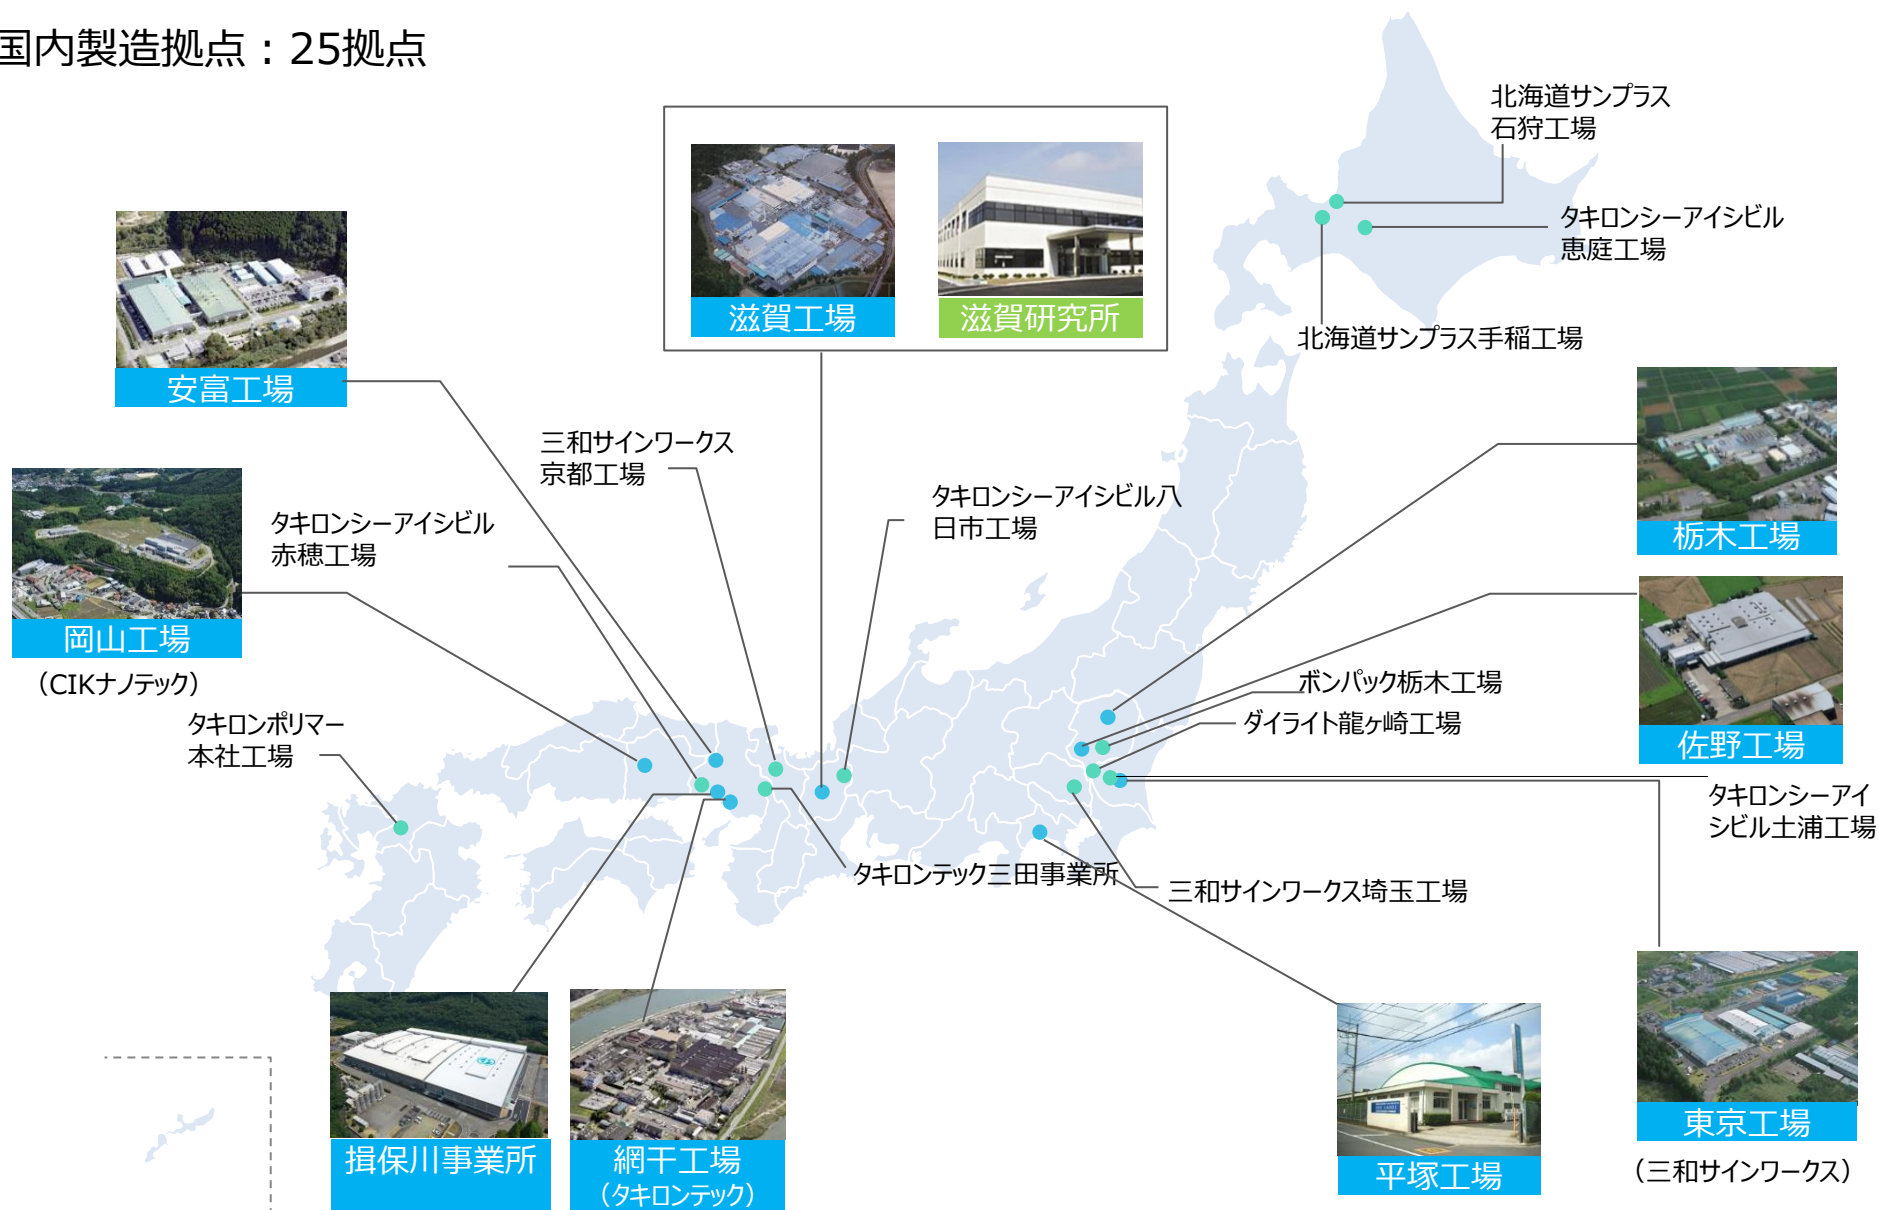 国内製造拠点：25拠点
北海道サンプラス
石狩工場
タキロンシーアイシビル
恵庭工場
北海道サンプラス手稲工場
滋賀工場
滋賀研究所
安富工場
三和サインワークス
京都工場
タキロンシーアイシビル八
日市工場
タキロンシーアイシビル
赤穂工場
栃木工場
岡山工場
（CIKナノテック）
ボンパック栃木工場
ダイライト龍ヶ崎工場
佐野工場
タキロンポリマー
本社工場
タキロンシーアイ
シビル土浦工場
タキロンテック三田事業所
三和サインワークス埼玉工場
揖保川事業所
網干工場
（タキロンテック）
平塚工場
東京工場
（三和サインワークス）